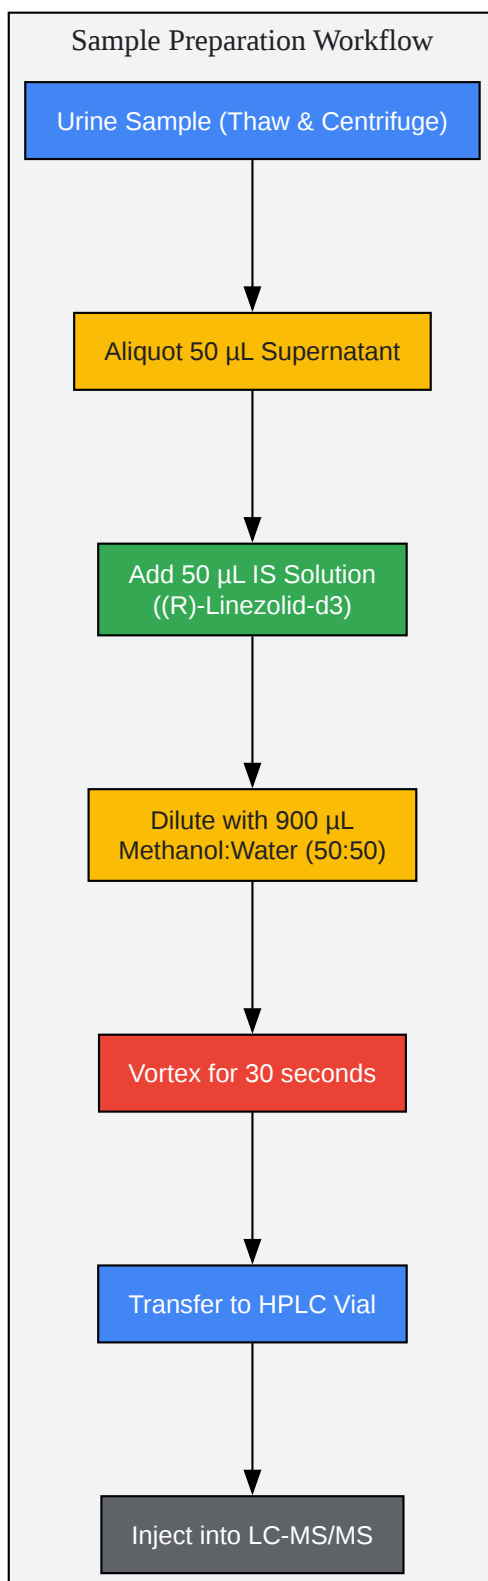 Sample Preparation Workflow
Urine Sample (Thaw & Centrifuge)
Aliquot 50 µL Supernatant
Add 50 µL IS Solution
((R)-Linezolid-d3)
Dilute with 900 µL
Methanol:Water (50:50)
Vortex for 30 seconds
Transfer to HPLC Vial
Inject into LC-MS/MS